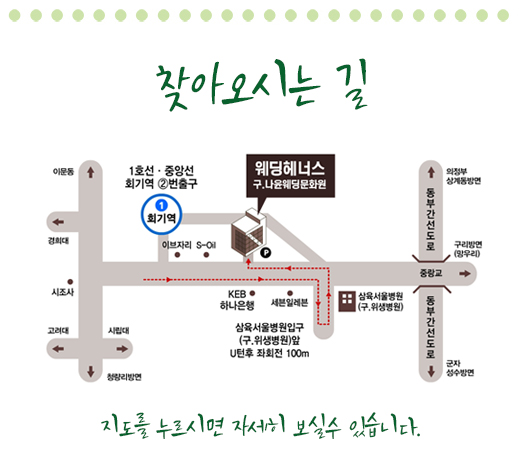 찾아오시는 길
이문동
1호선 · 중앙선
회기역 ②번출구
웨딩헤너스
구.나윤웨딩문화원
의정부
상계동방면
1
회기역
동부간선도로
경희대
이브자리 S-Oil
P
구리방면
(망우리)
시조사
중랑교
KEB
하나은행
세븐일레븐
삼육서울병원
(구.위생병원)
고려대
시립대
삼육서울병원입구
(구.위생병원)앞
U턴후 좌회전 100m
동부간선도로
청량리방면
군자
성수방면
지도를 누르시면 자세히 보실수 있습니다.